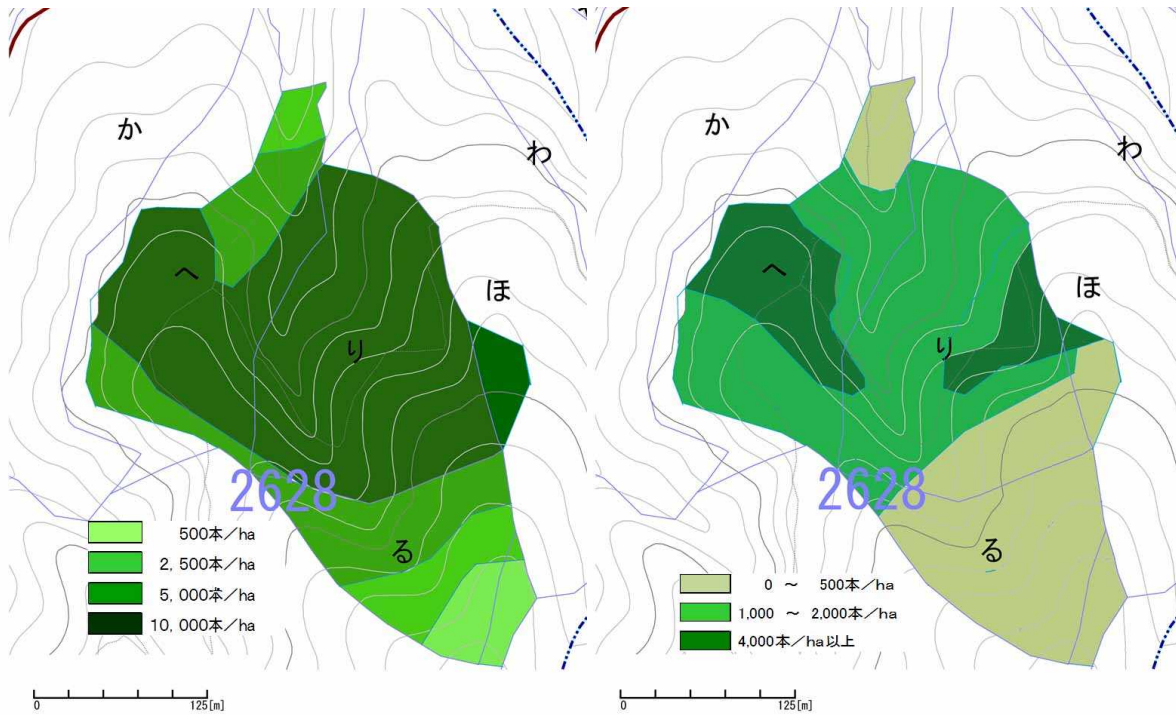 か
わ
へ
ほ
り
2628
る
500本/ha
2,500本/ha
5,000本/ha
10,000本/ha
0
125[m]
か
わ
へ
ほ
り
2628
る
0 ～ 500本/ha
1,000 ～ 2,000本/ha
4,000本/ha以上
0
125[m]